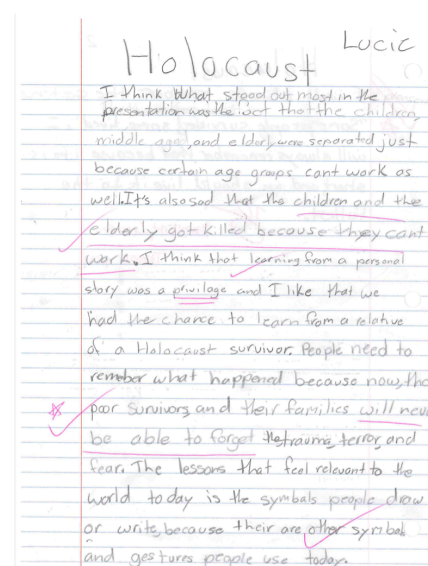 Lucic
Holocaust
I think What stood out most in the
presentation was the fact that the children,
middle aged, and elderly were separated just
because certain age groups cant work as
well. It's also sad that the children and the
elderly got killed because they cant
work. I think that learning from a personal
story was a privilage and I like that we
had the chance to learn from a relative
of a Holocaust survivor. People need to
remember what happened because now, the
poor survivors and their families will nev
be able to forget the trauma, terror, and
fear. The lessons that feel relevant to the
world today is the symbals people draw
or write, because their are other symbals
and gestures people use today.